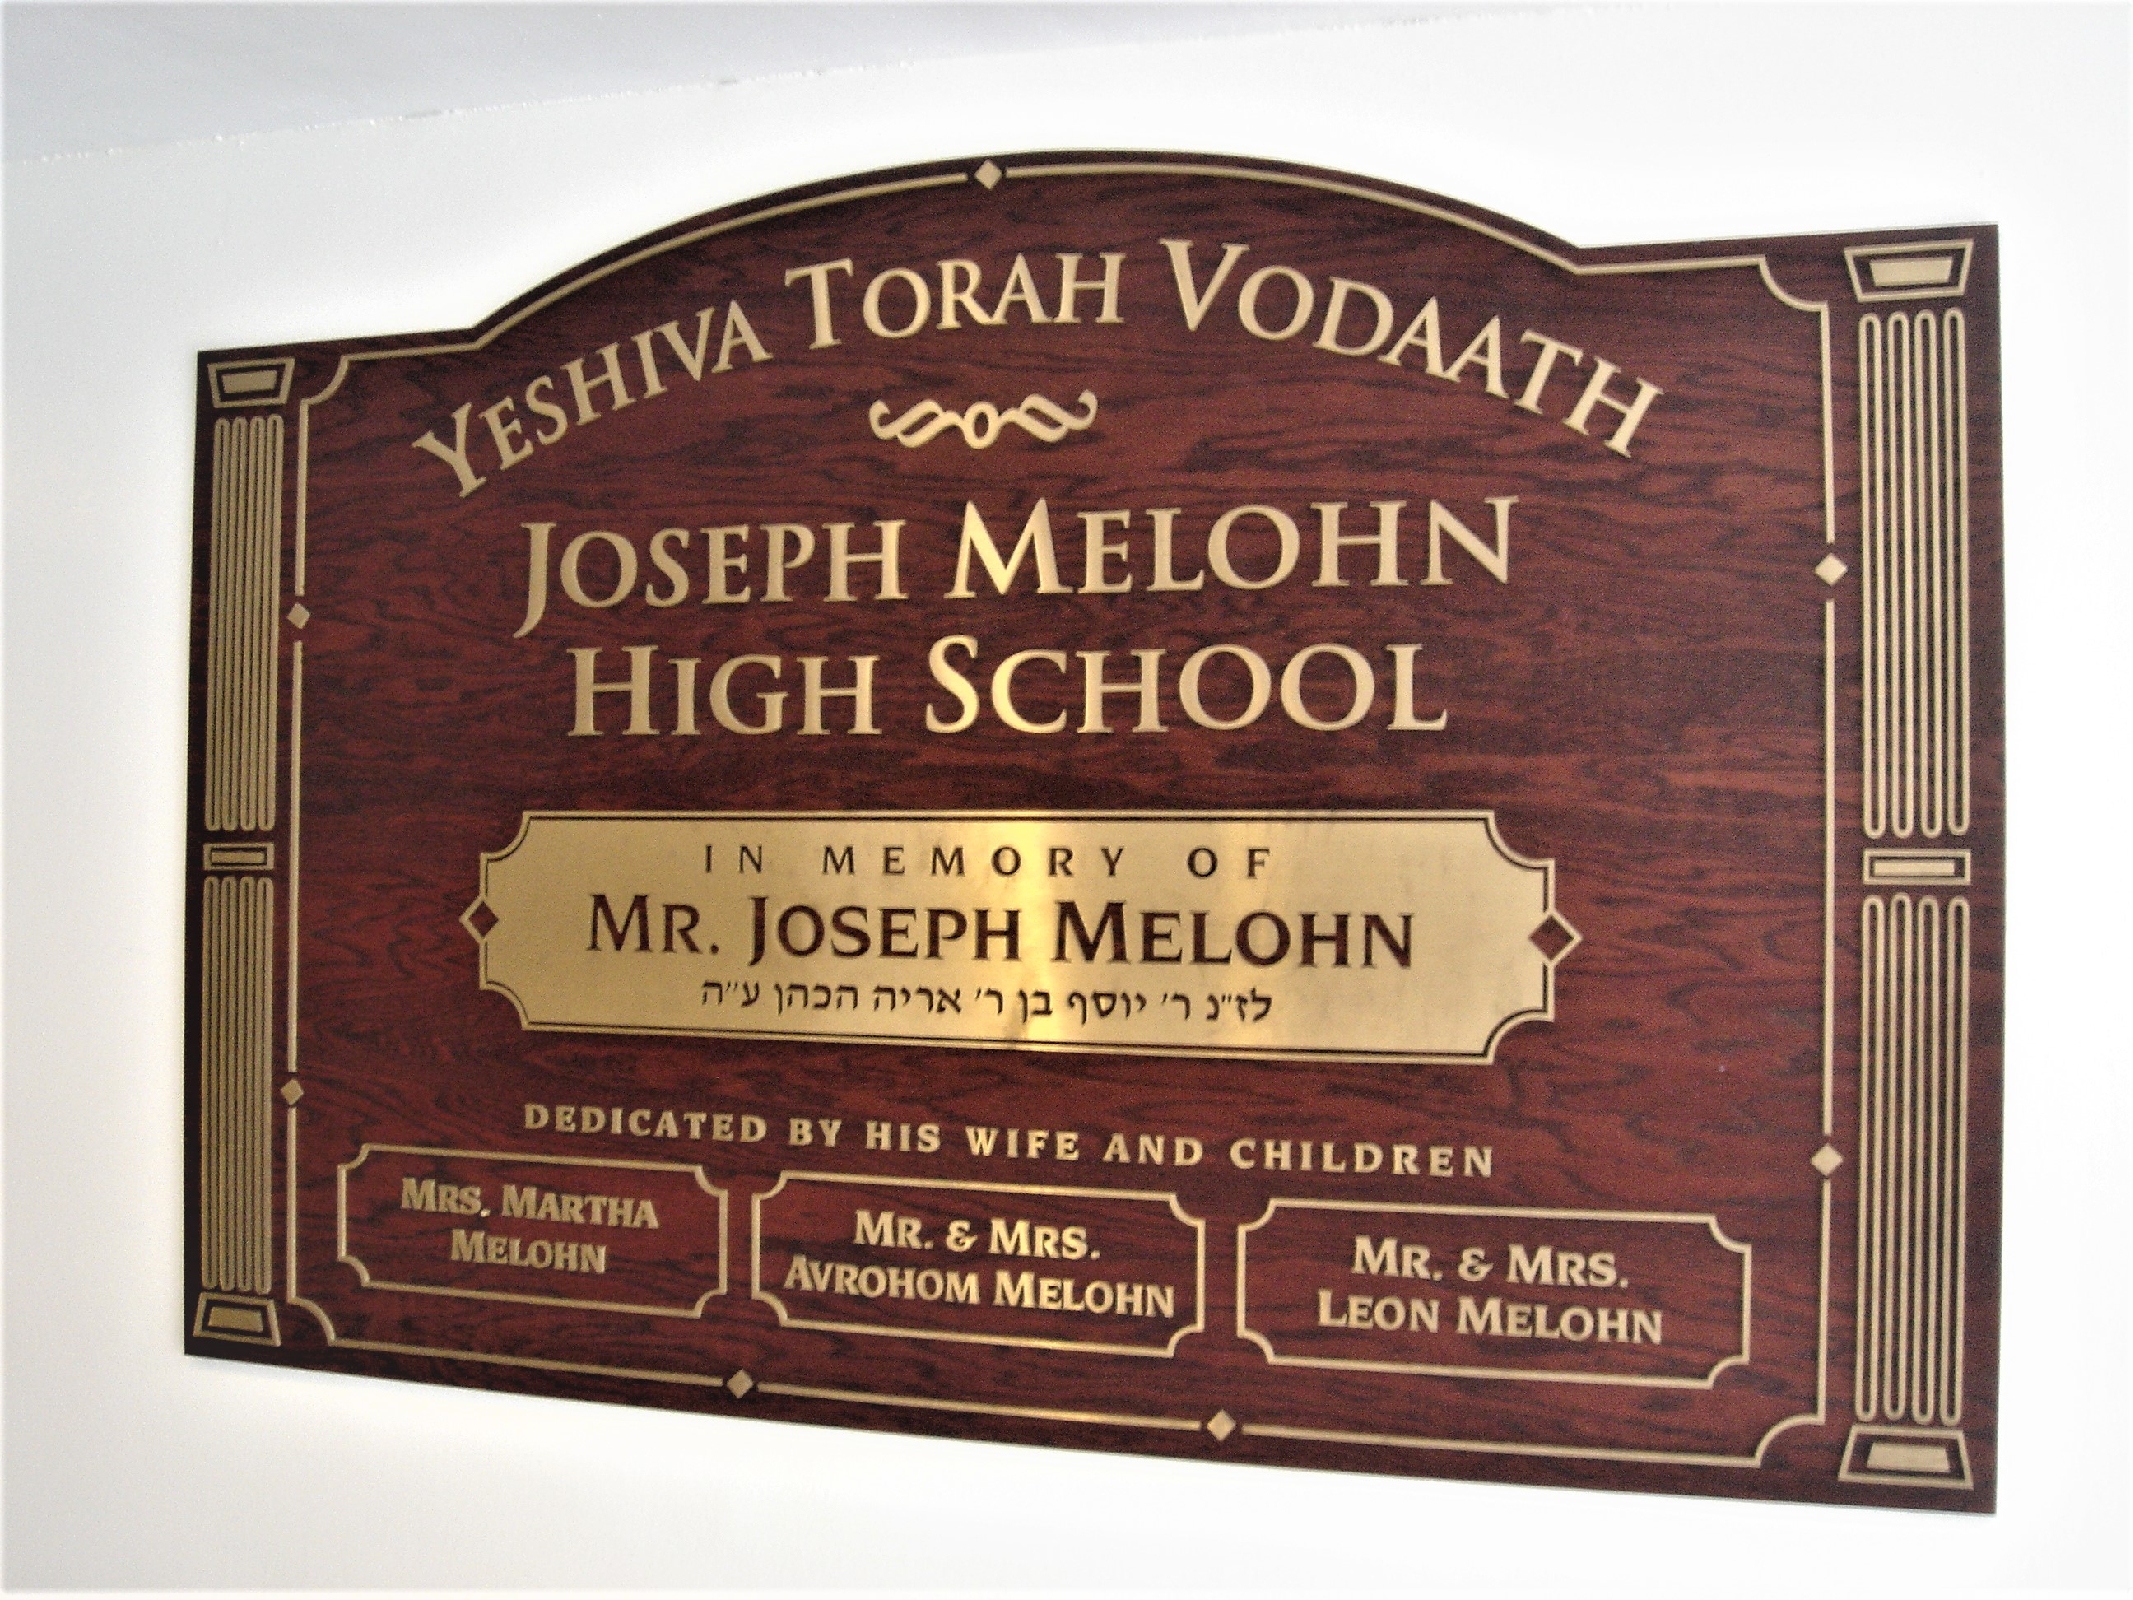 YESHIVA TORAH VODAATH
JOSEPH MELOHN
HIGH SCHOOL
IN MEMORY OF
MR. JOSEPH MELOHN
לז"נ ר' יוסף בן ר' אריה הכהן ע"ה
DEDICATED BY HIS WIFE AND CHILDREN
MRS. MARTHA
MELOHN
MR. & MRS.
AVROHOM MELOHN
MR. & MRS.
LEON MELOHN